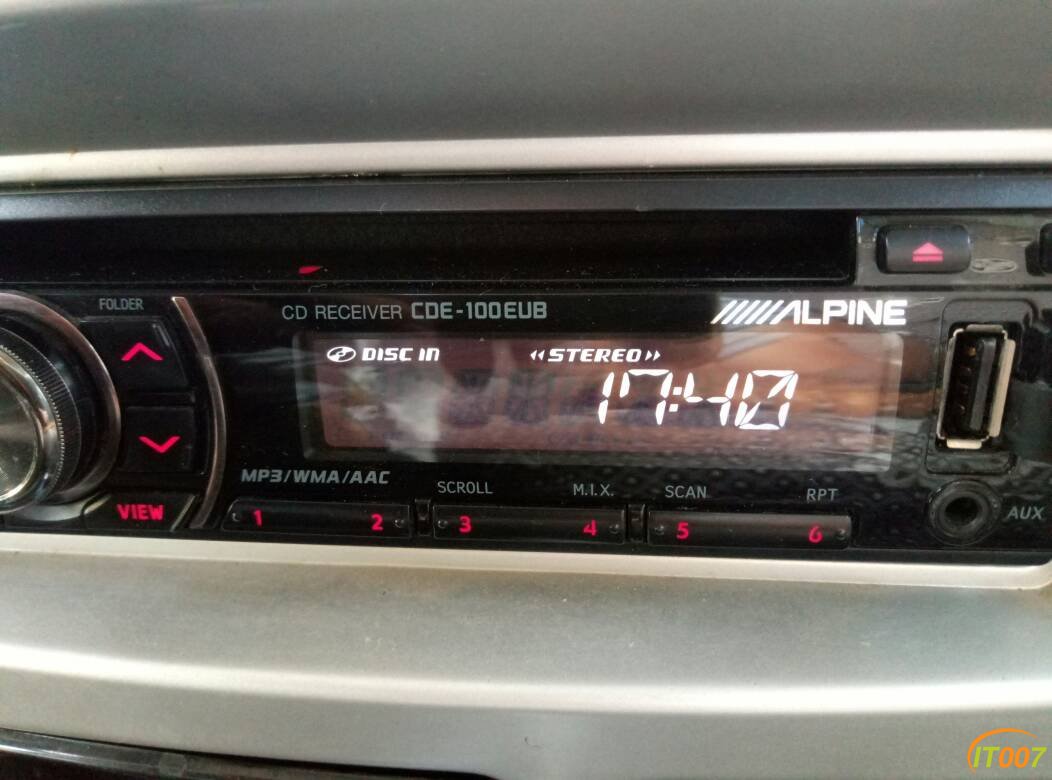 FOLDER
CD RECEIVER CDE-100EUB
ALPINE
DISC IN
STEREO
17:40
MP3/WMA/AAC
SCROLL
M.I.X.
SCAN
RPT
VIEW
1 2 3 4 5 6
AUX
IT007